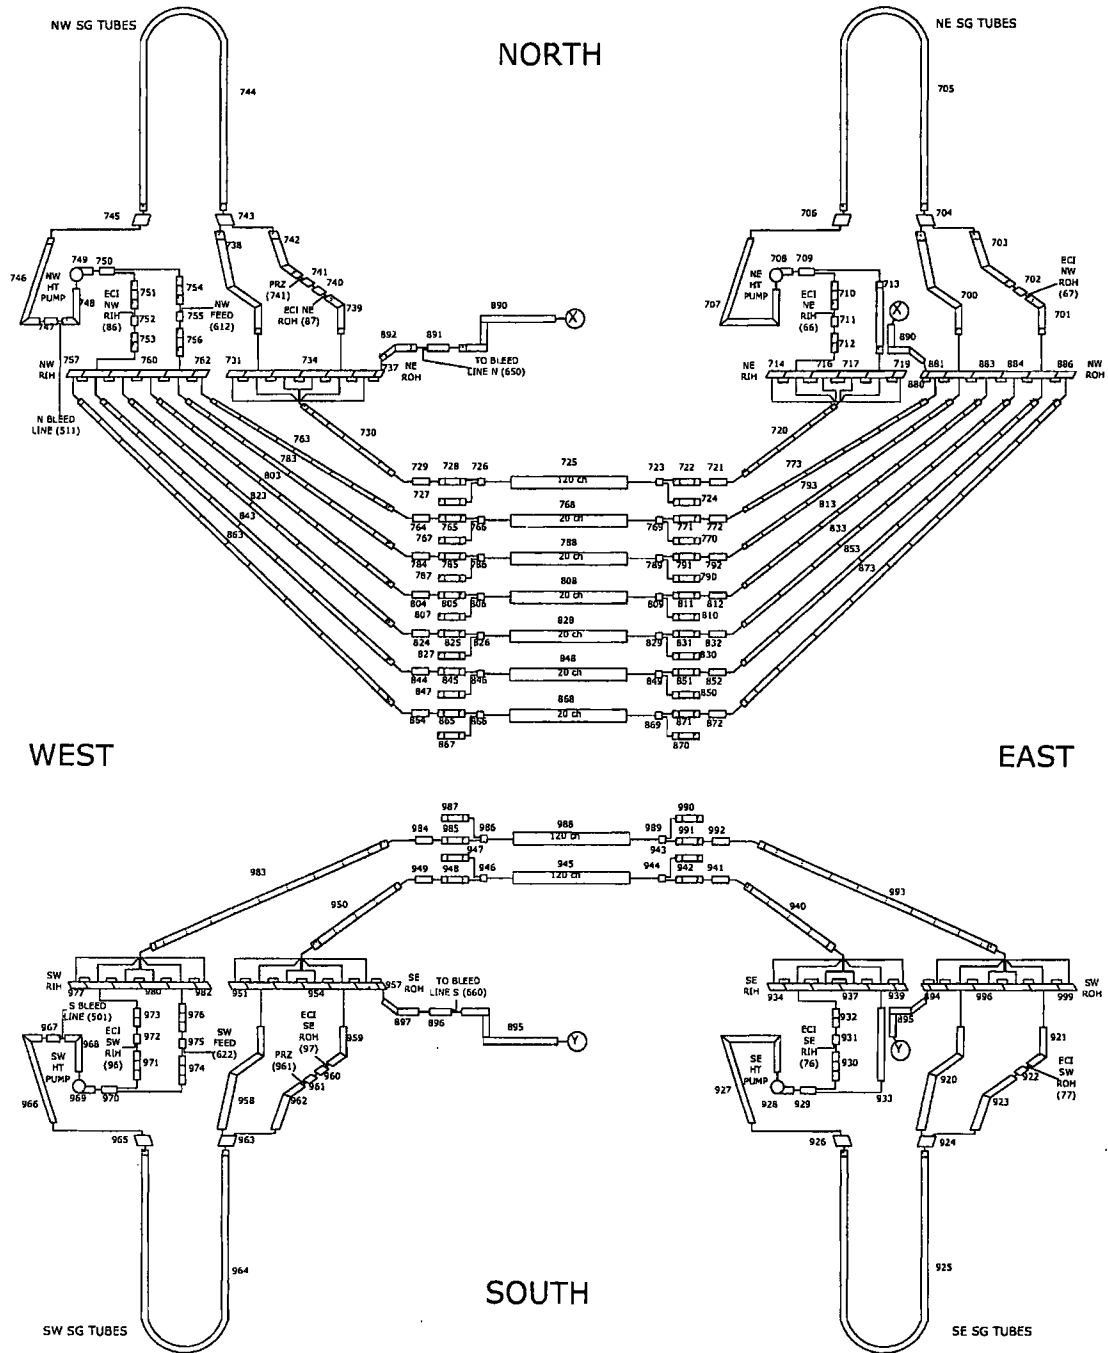 NW SG TUBES
NORTH
NE SG TUBES
744
705
745
743
706
704
746
749
750
738
742
741
PRZ
(741)
740
ECI NE
ROH (87)
739
NW
HT
PUMP
748
747
751
ECI
NW
RIH
(86)
752
753
754
755
756
NW
FEED
(612)
892
891
890
X
TO BLEED
LINE N (650)
757
760
762
731
734
737
NE
ROH
NW
RIH
N BLEED
LINE (511)
707
NE
HT
PUMP
708
709
710
ECI
NE
RIH
(66)
711
712
713
X
890
703
702
ECI
NW
ROH
(67)
700
701
NE
RIH
714
716
717
719
880
881
883
884
886
NW
ROH
763
730
783
803
823
843
863
720
773
793
813
833
853
873
729
728
726
725
120 ch
723
722
721
727
724
764
765
766
768
20 ch
769
771
772
767
770
784
785
786
788
20 ch
789
791
792
787
790
804
805
806
808
20 ch
809
811
812
807
810
824
825
826
828
20 ch
829
831
832
827
830
844
845
846
848
20 ch
849
851
852
847
850
864
865
866
868
20 ch
869
871
872
867
870
WEST
EAST
987
990
984
985
986
988
120 ch
989
991
992
947
943
949
948
946
945
120 ch
944
942
941
983
950
940
993
SW
RIH
977
980
982
951
954
957
SE
ROH
TO BLEED
LINE S (660)
897
896
895
Y
S BLEED
LINE (501)
967
968
SW
HT
PUMP
966
969
970
973
ECI
SW
RIH
(96)
972
971
976
975
974
SW
FEED
(622)
ECI
SE
ROH
(97)
959
PRZ
(961)
960
961
962
958
965
963
SE
RIH
934
937
939
894
996
999
SW
ROH
895
Y
932
ECI
SE
RIH
(76)
931
930
SE
HT
PUMP
927
928
929
933
921
ECI
SW
ROH
(77)
922
920
923
926
924
964
925
SOUTH
SW SG TUBES
SE SG TUBES